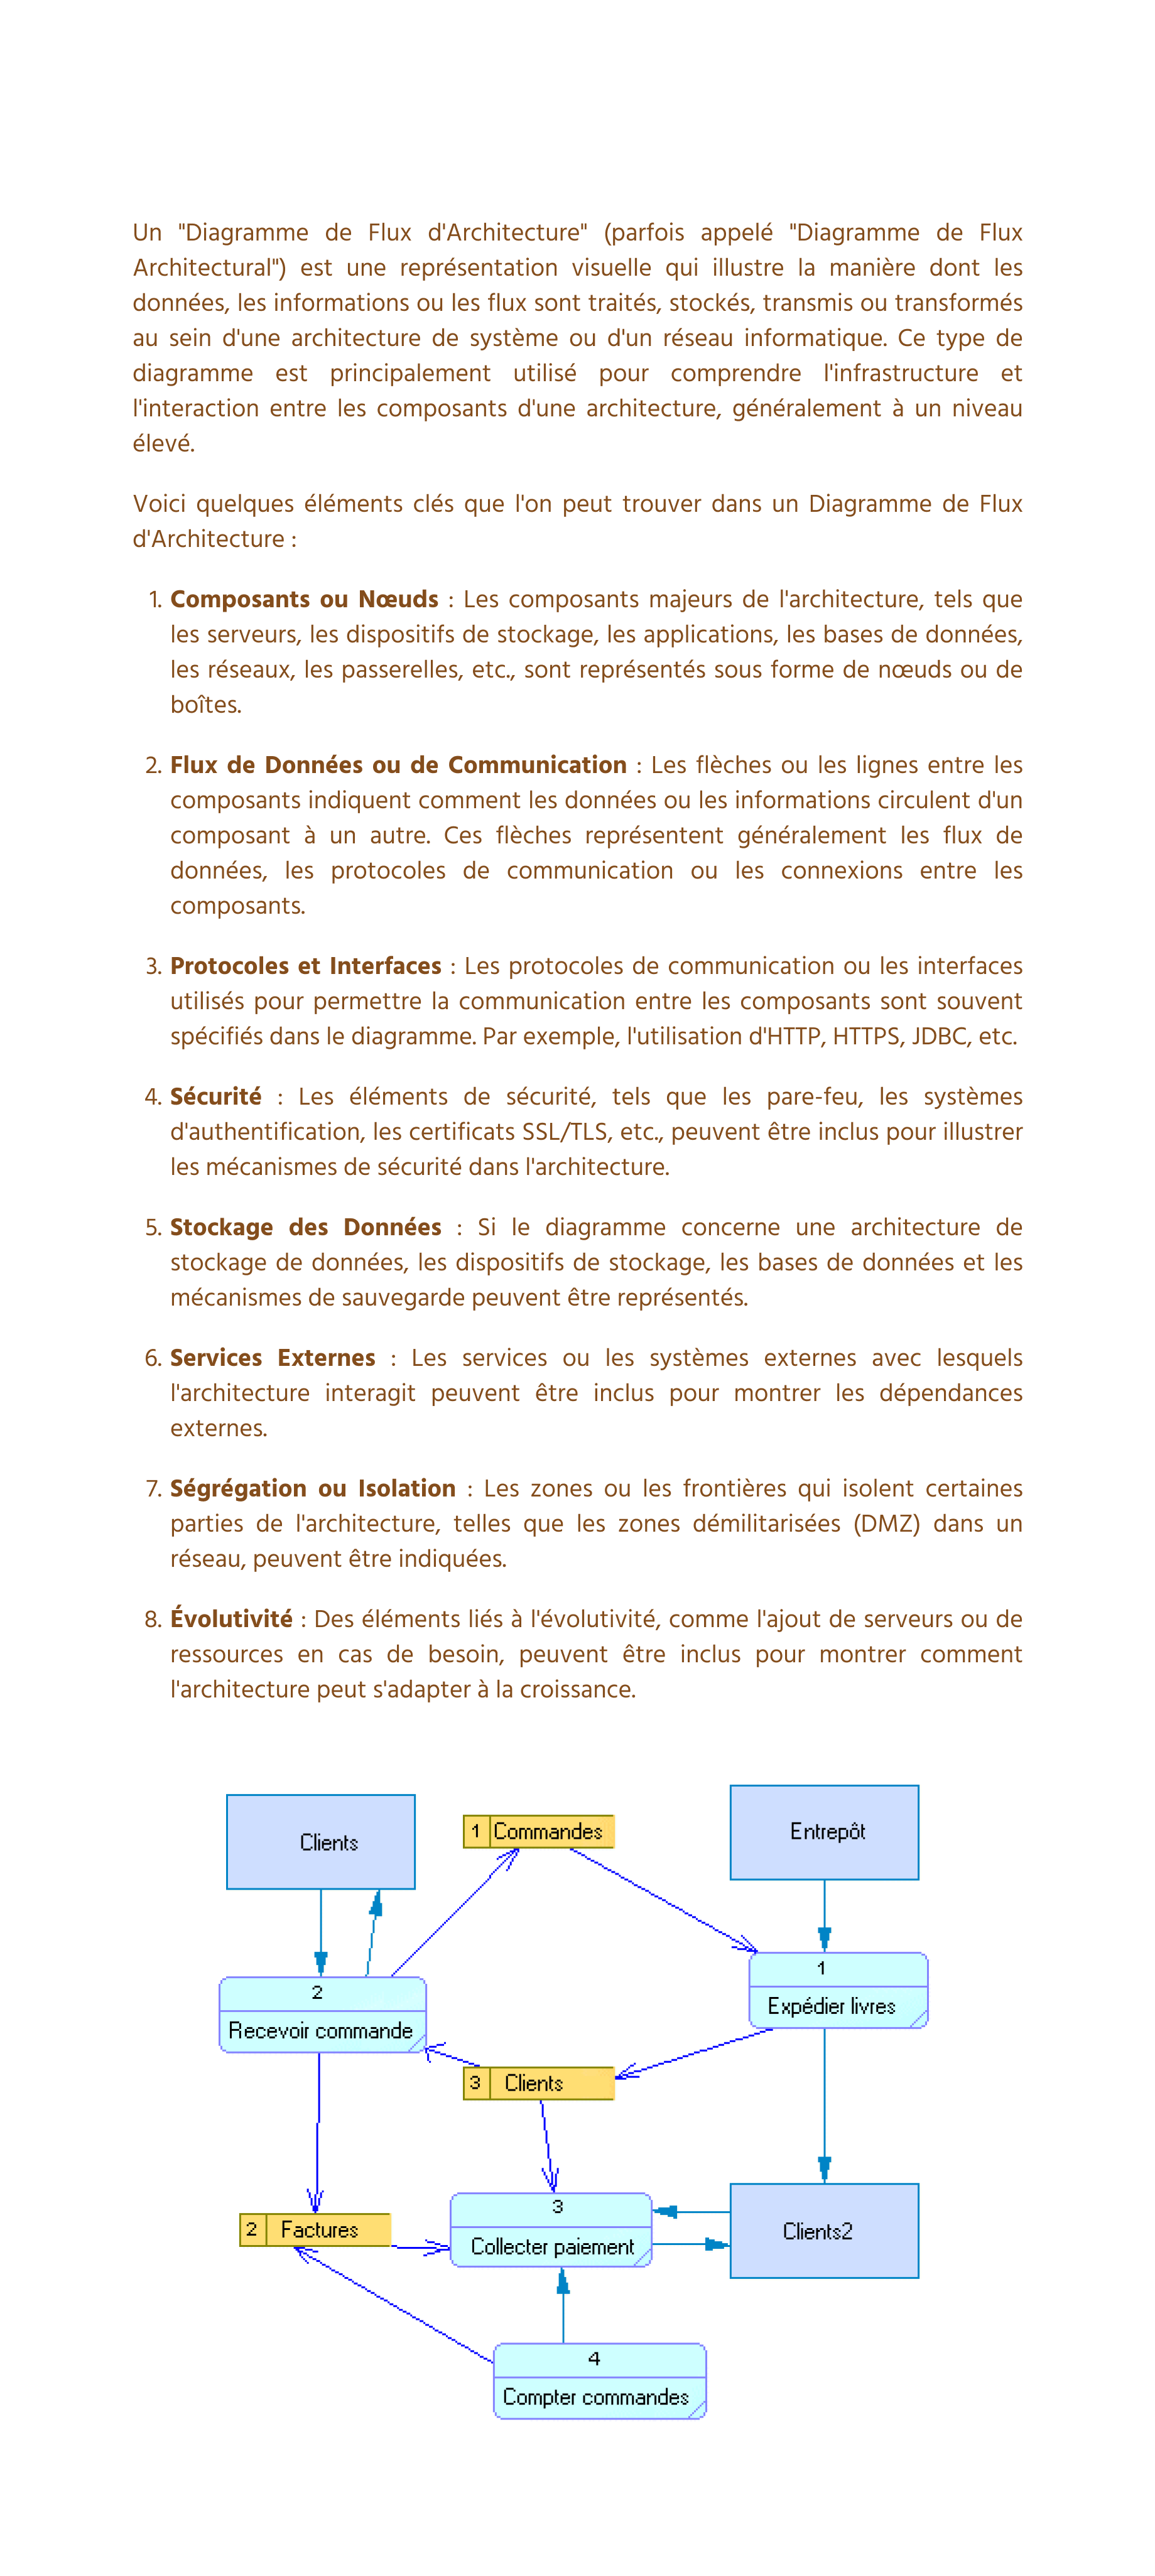 Un "Diagramme de Flux d'Architecture" (parfois appelé "Diagramme de Flux
Architectural") est une représentation visuelle qui illustre la manière dont les
données, les informations ou les flux sont traités, stockés, transmis ou transformés
au sein d'une architecture de système ou d'un réseau informatique. Ce type de
diagramme est principalement utilisé pour comprendre l'infrastructure et
l'interaction entre les composants d'une architecture, généralement à un niveau
élevé.
Voici quelques éléments clés que l'on peut trouver dans un Diagramme de Flux
d'Architecture :
1. Composants ou Nœuds : Les composants majeurs de l'architecture, tels que
les serveurs, les dispositifs de stockage, les applications, les bases de données,
les réseaux, les passerelles, etc., sont représentés sous forme de nœuds ou de
boîtes.
2. Flux de Données ou de Communication : Les flèches ou les lignes entre les
composants indiquent comment les données ou les informations circulent d'un
composant à un autre. Ces flèches représentent généralement les flux de
données, les protocoles de communication ou les connexions entre les
composants.
3. Protocoles et Interfaces : Les protocoles de communication ou les interfaces
utilisés pour permettre la communication entre les composants sont souvent
spécifiés dans le diagramme. Par exemple, l'utilisation d'HTTP, HTTPS, JDBC, etc.
4. Sécurité : Les éléments de sécurité, tels que les pare-feu, les systèmes
d'authentification, les certificats SSL/TLS, etc., peuvent être inclus pour illustrer
les mécanismes de sécurité dans l'architecture.
5. Stockage des Données : Si le diagramme concerne une architecture de
stockage de données, les dispositifs de stockage, les bases de données et les
mécanismes de sauvegarde peuvent être représentés.
6. Services Externes : Les services ou les systèmes externes avec lesquels
l'architecture interagit peuvent être inclus pour montrer les dépendances
externes.
7. Ségrégation ou Isolation : Les zones ou les frontières qui isolent certaines
parties de l'architecture, telles que les zones démilitarisées (DMZ) dans un
réseau, peuvent être indiquées.
8. Évolutivité : Des éléments liés à l'évolutivité, comme l'ajout de serveurs ou de
ressources en cas de besoin, peuvent être inclus pour montrer comment
l'architecture peut s'adapter à la croissance.
Clients
1 Commandes
Entrepôt
1
Expédier livres
2
Recevoir commande
3 Clients
2 Factures
3
Collecter paiement
Clients2
4
Compter commandes